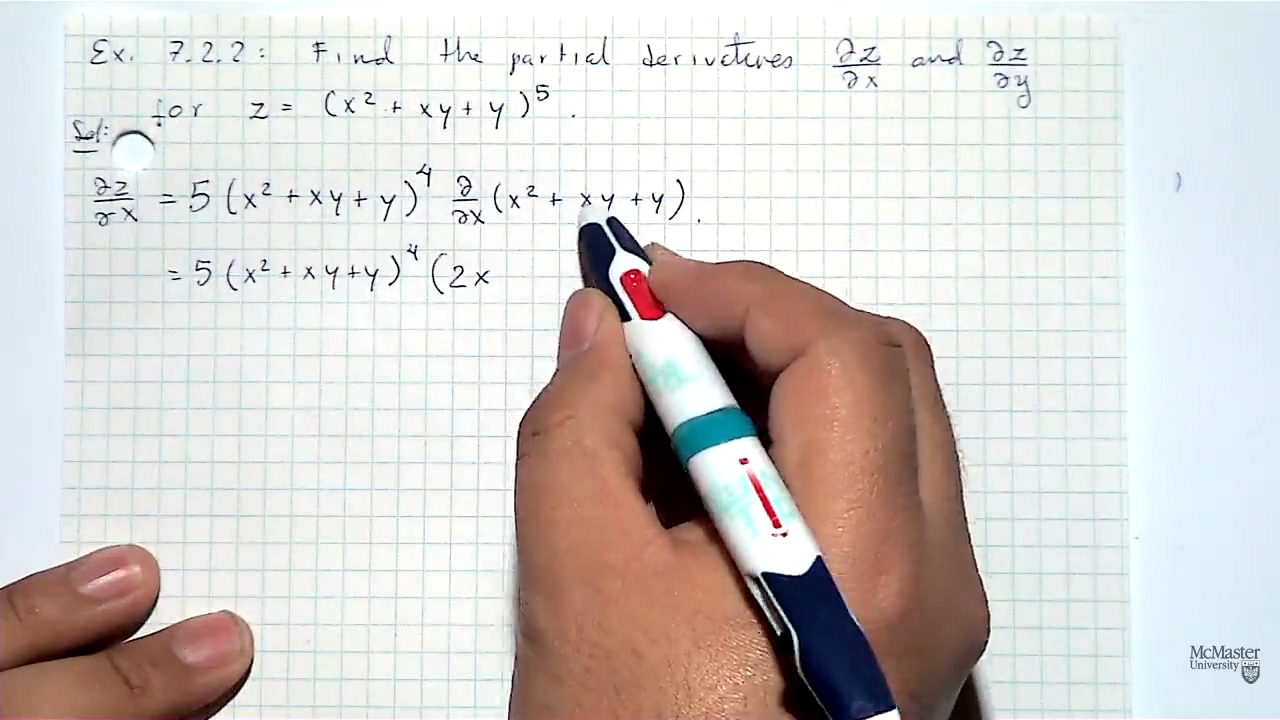 Ex. 7.2.2: Find the partial derivatives ∂z/∂x and ∂z/∂y
for z = (x² + xy + y)⁵.
Sol:
∂z/∂x = 5(x² + xy + y)⁴ ∂/∂x (x² + xy + y).
= 5(x² + xy + y)⁴ (2x
McMaster
University